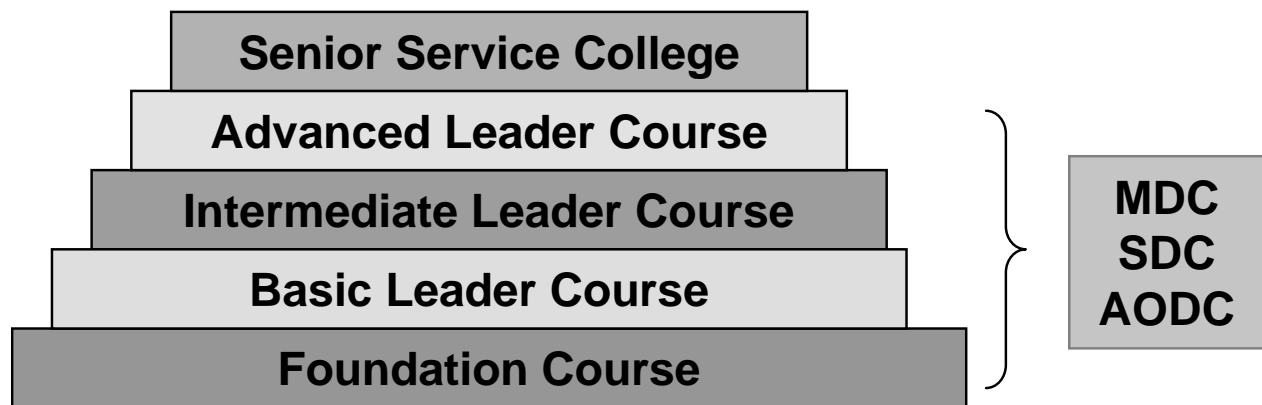 Senior Service College
Advanced Leader Course
Intermediate Leader Course
Basic Leader Course
Foundation Course
MDC
SDC
AODC